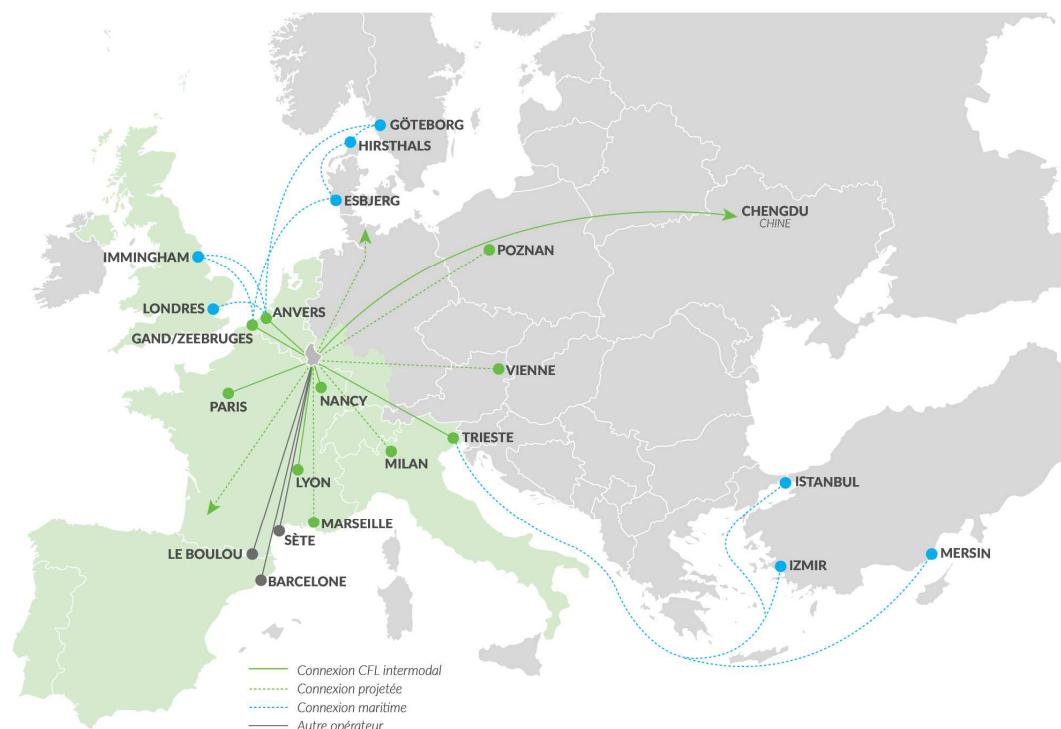 GÖTEBORG
HIRSTHALS
ESBJERG
CHENGDU
CHINE
POZNAN
IMMINGHAM
LONDRES
ANVERS
GAND/ZEEBRUGES
VIENNE
NANCY
PARIS
TRIESTE
MILAN
LYON
ISTANBUL
MARSEILLE
SÈTE
LE BOULOU
MERSIN
IZMIR
BARCELONE
Connexion CFL intermodal
Connexion projetée
Connexion maritime
Autre opérateur